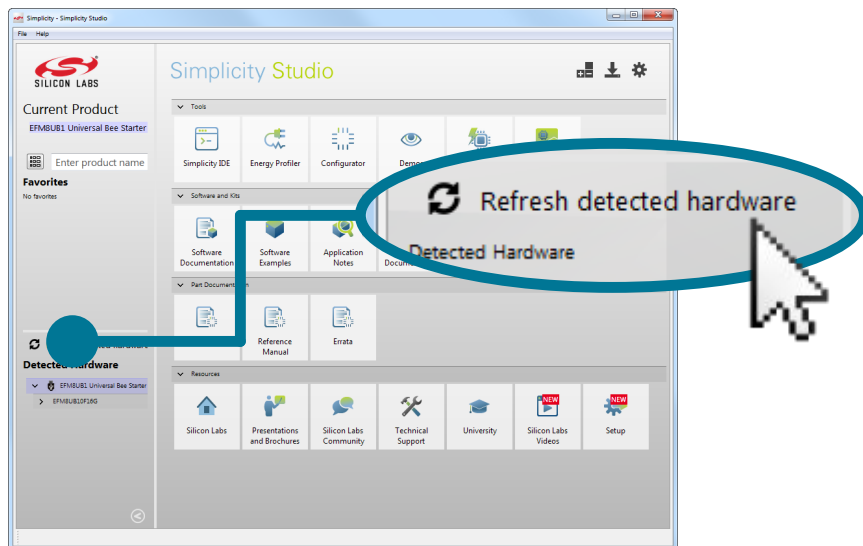 Simplicity - Simplicity Studio
File Help
SILICON LABS
Simplicity Studio
Current Product
EFM8UB1 Universal Bee Starter
Enter product name
Favorites
No favorites
Tools
Simplicity IDE
Energy Profiler
Configurator
Software and Kits
Software
Documentation
Software
Examples
Application
Notes
Refresh detected hardware
Detected Hardware
Part Documentation
Reference
Manual
Errata
Detected Hardware
EFM8UB1 Universal Bee Starter
EFM8UB10F16G
Resources
Silicon Labs
Presentations
and Brochures
Silicon Labs
Community
Technical
Support
University
NEW
Silicon Labs
Videos
NEW
Setup